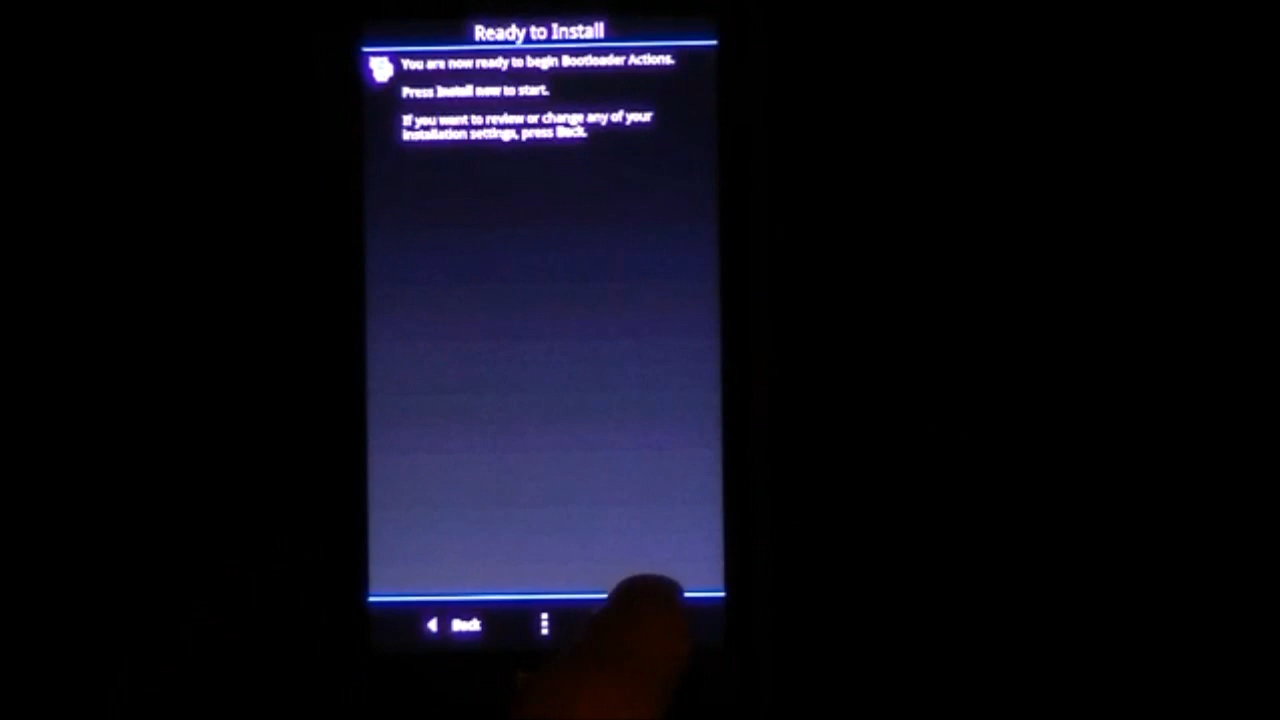 Ready to Install
You are now ready to begin Bootloader Actions.
Press Install now to start.
If you want to review or change any of your
installation settings, press Back.
Back